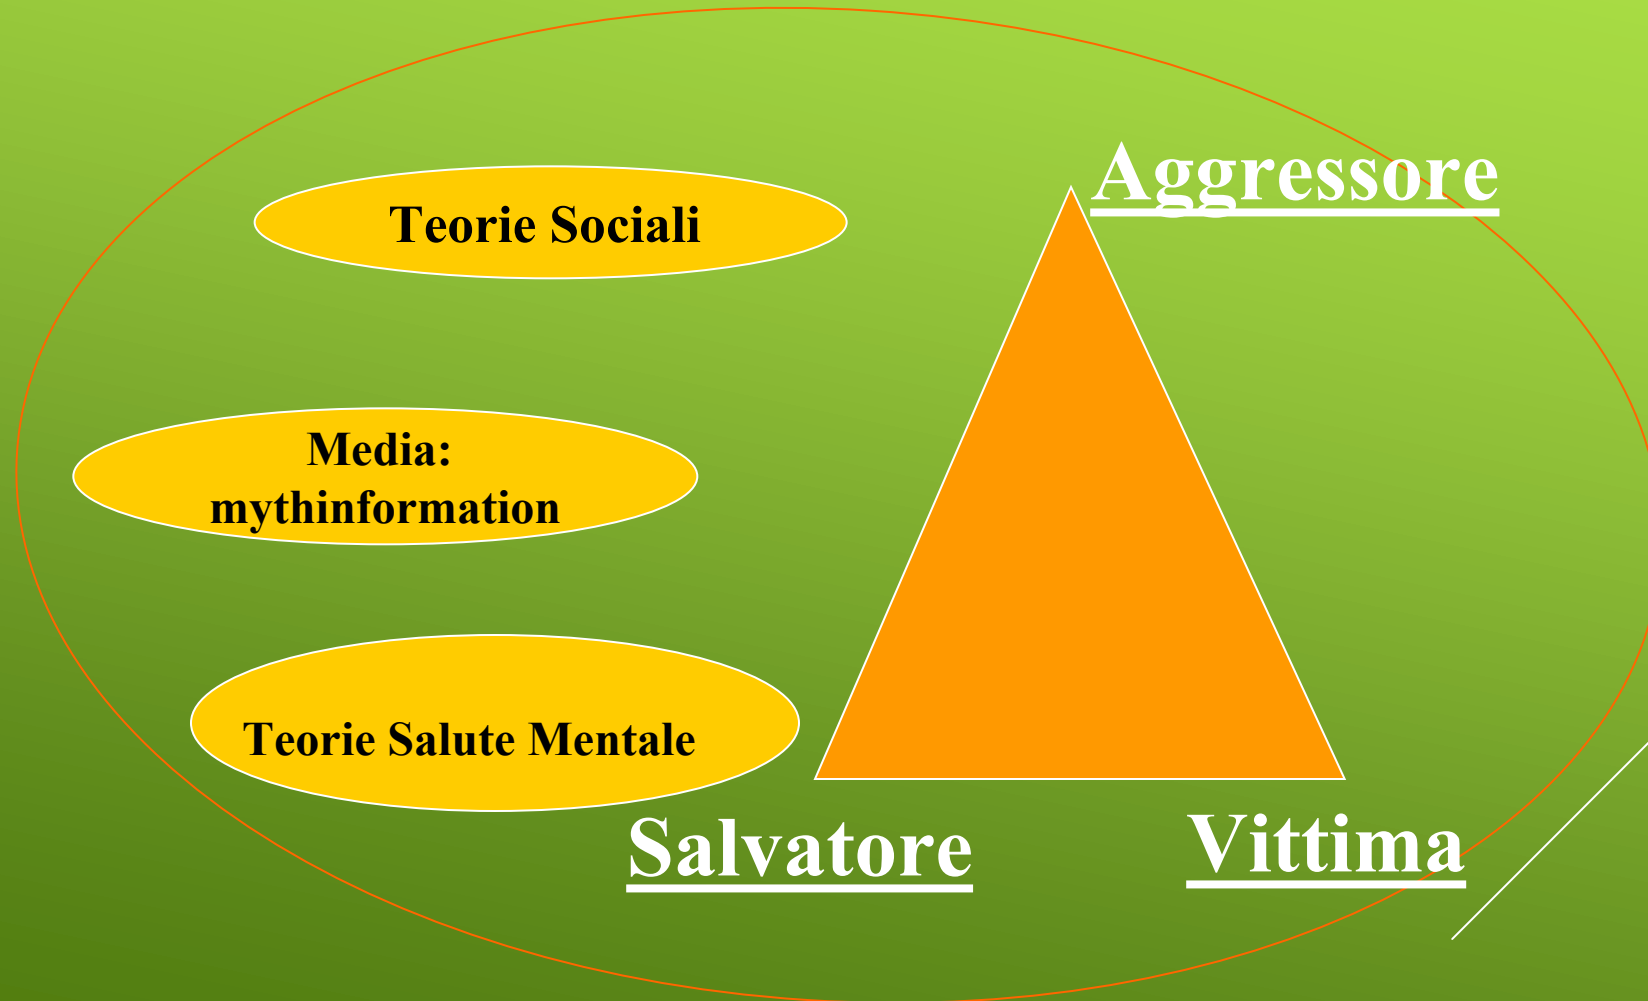 Aggressore
Teorie Sociali
Media:
mythinformation
Teorie Salute Mentale
Salvatore
Vittima